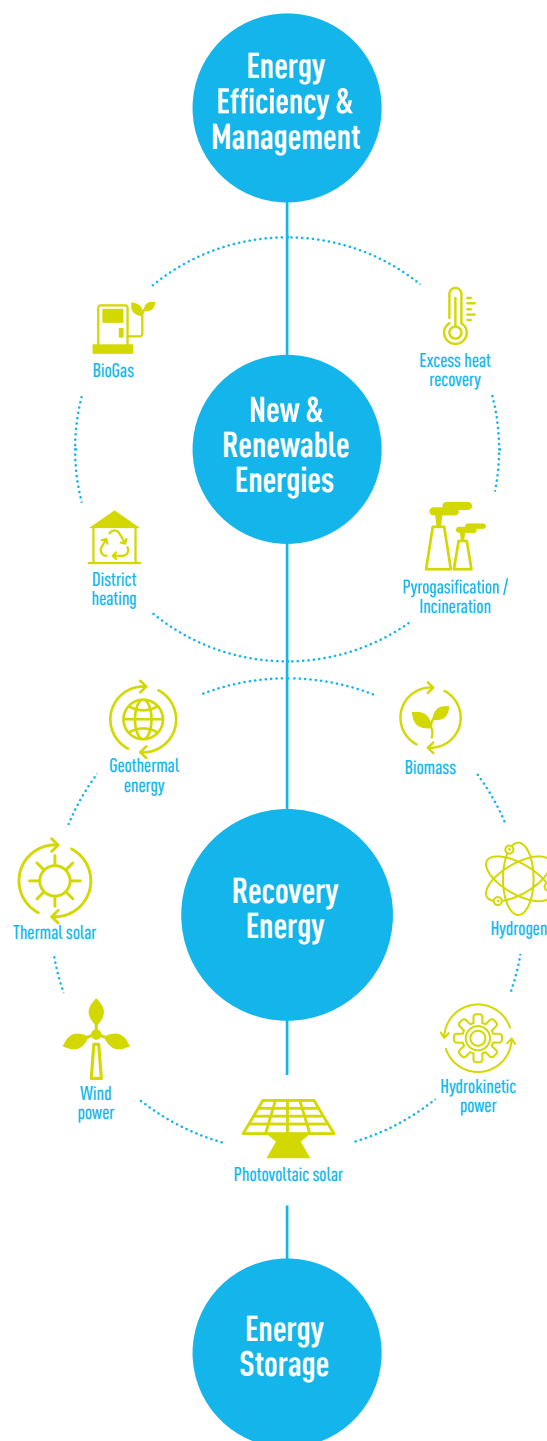 Energy
Efficiency &
Management
BioGas
Excess heat
recovery
New &
Renewable
Energies
District
heating
Pyrogasification /
Incineration
Geothermal
energy
Biomass
Recovery
Energy
Thermal solar
Hydrogen
Wind
power
Hydrokinetic
power
Photovoltaic solar
Energy
Storage